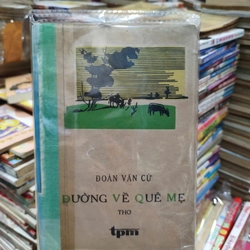 ĐOÀN VĂN CỪ
ĐƯỜNG VỀ QUÊ MẸ
THƠ
tpm